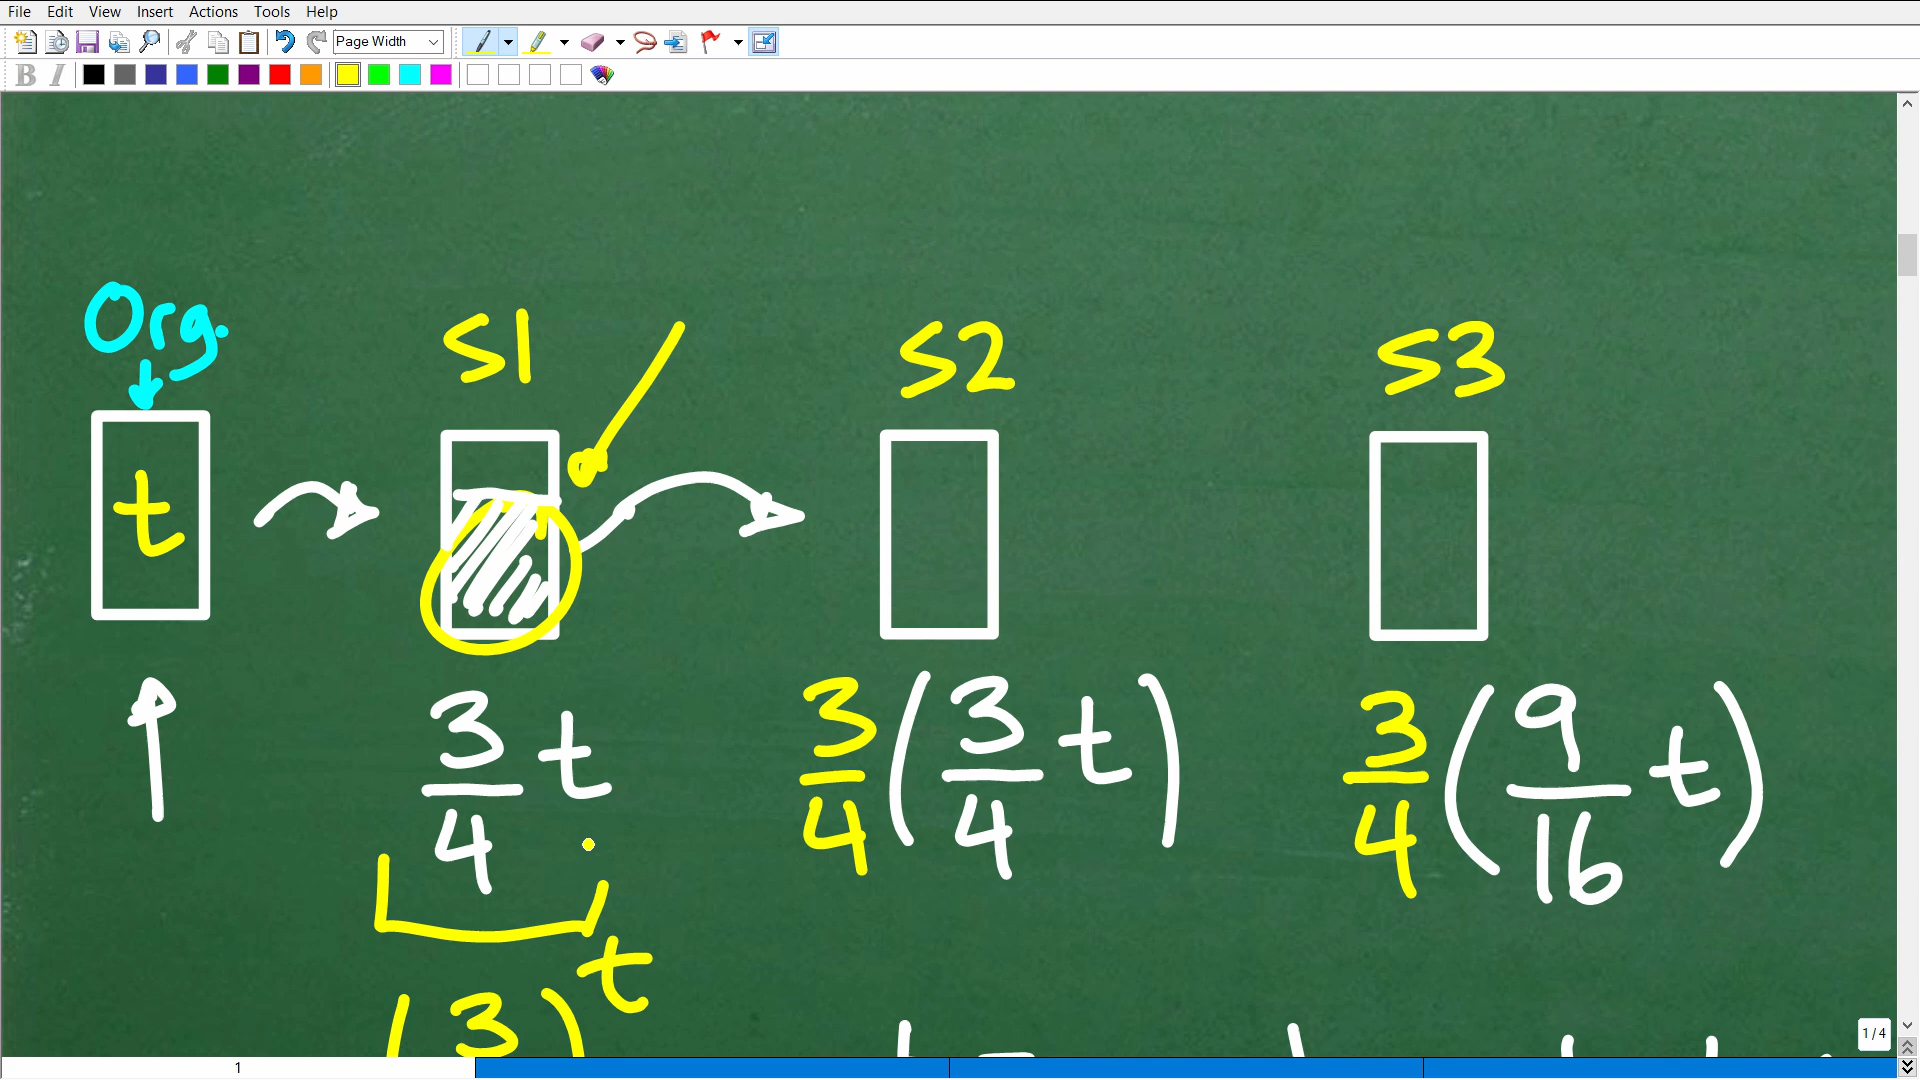 File Edit View Insert Actions Tools Help
Page Width
B I
Org. S1 S2 S3
t
3/4 t 3/4 (3/4 t) 3/4 (9/16 t)
t
(3)
1 / 4
1